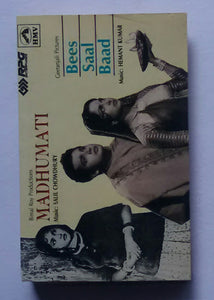 HMV
RPG
Geetanjali Pictures
Bees
Saal
Baad
Music: HEMANT KUMAR
Bimal Roy Productions
MADHUMATI
Music: SALIL CHOWDHURY